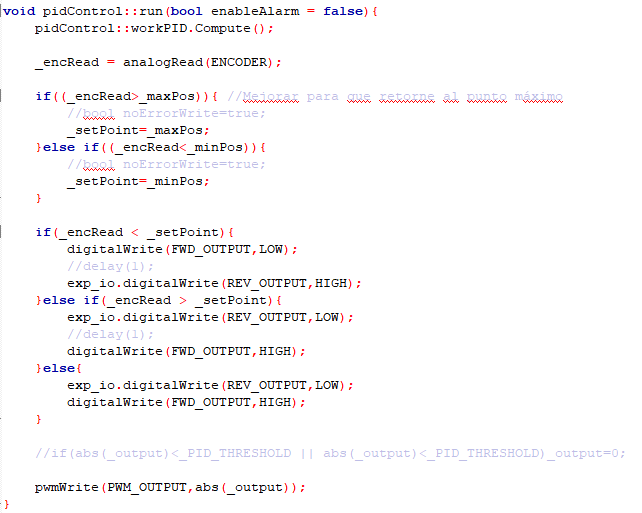 void pidControl::run(bool enableAlarm = false){
    pidControl::workPID.Compute();

    _encRead = analogRead(ENCODER);

    if((_encRead>_maxPos)){ //Mejorar para que retorne al punto máximo
        //bool noErrorWrite=true;
        _setPoint=_maxPos;
    }else if((_encRead<_minPos)){
        //bool noErrorWrite=true;
        _setPoint=_minPos;
    }

    if(_encRead < _setPoint){
        digitalWrite(FWD_OUTPUT,LOW);
        //delay(1);
        exp_io.digitalWrite(REV_OUTPUT,HIGH);
    }else if(_encRead > _setPoint){
        exp_io.digitalWrite(REV_OUTPUT,LOW);
        //delay(1);
        digitalWrite(FWD_OUTPUT,HIGH);
    }else{
        exp_io.digitalWrite(REV_OUTPUT,LOW);
        digitalWrite(FWD_OUTPUT,HIGH);
    }

    //if(abs(_output)<_PID_THRESHOLD || abs(_output)<_PID_THRESHOLD)_output=0;

    pwmWrite(PWM_OUTPUT,abs(_output));
}